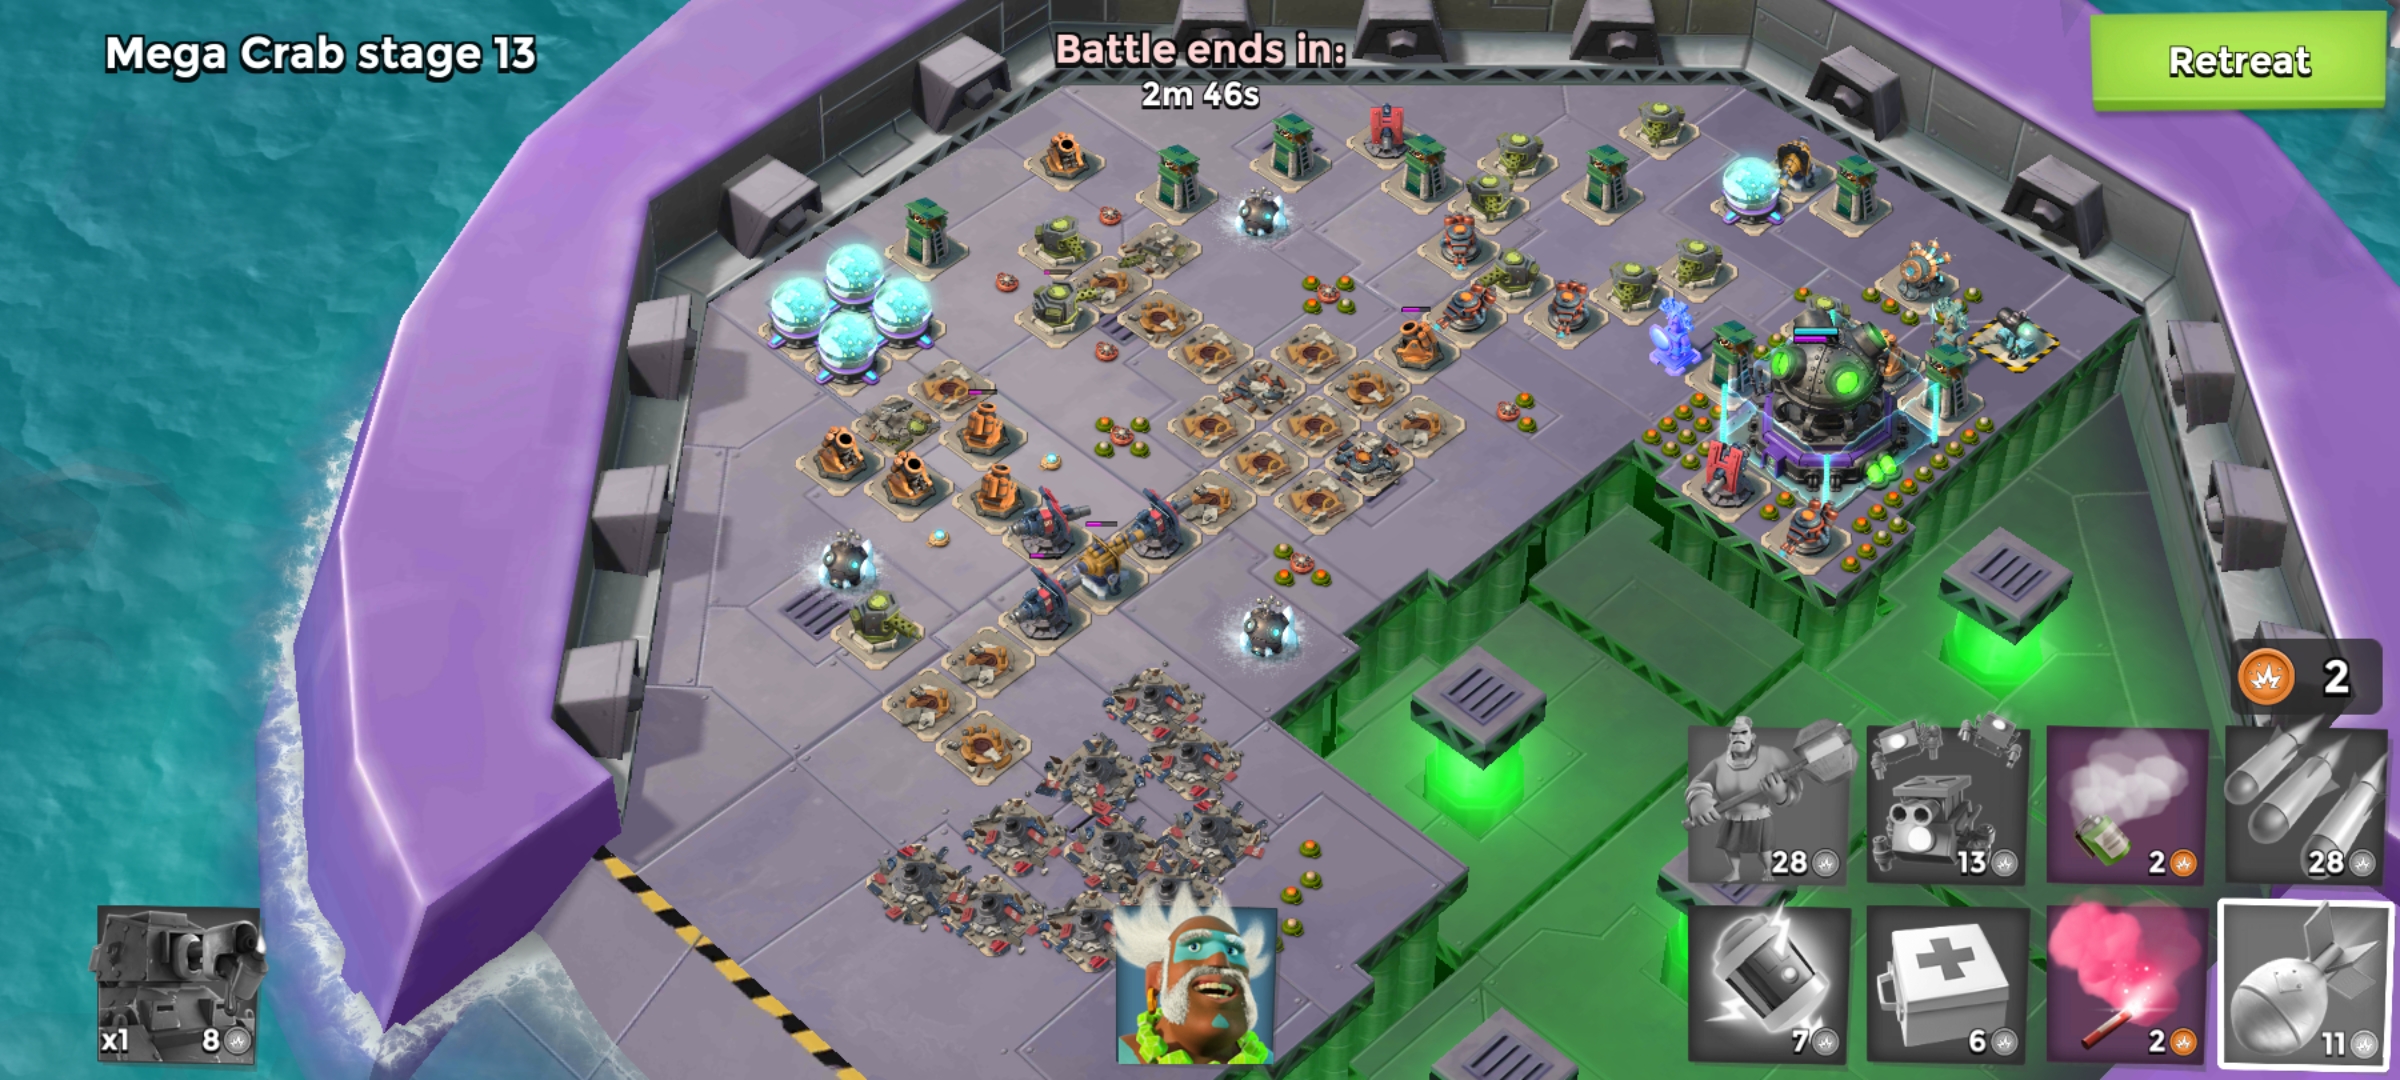 Mega Crab stage 13
Battle ends in:
2m 46s
Retreat
2
28
13
2
28
x1
8
7
6
2
11